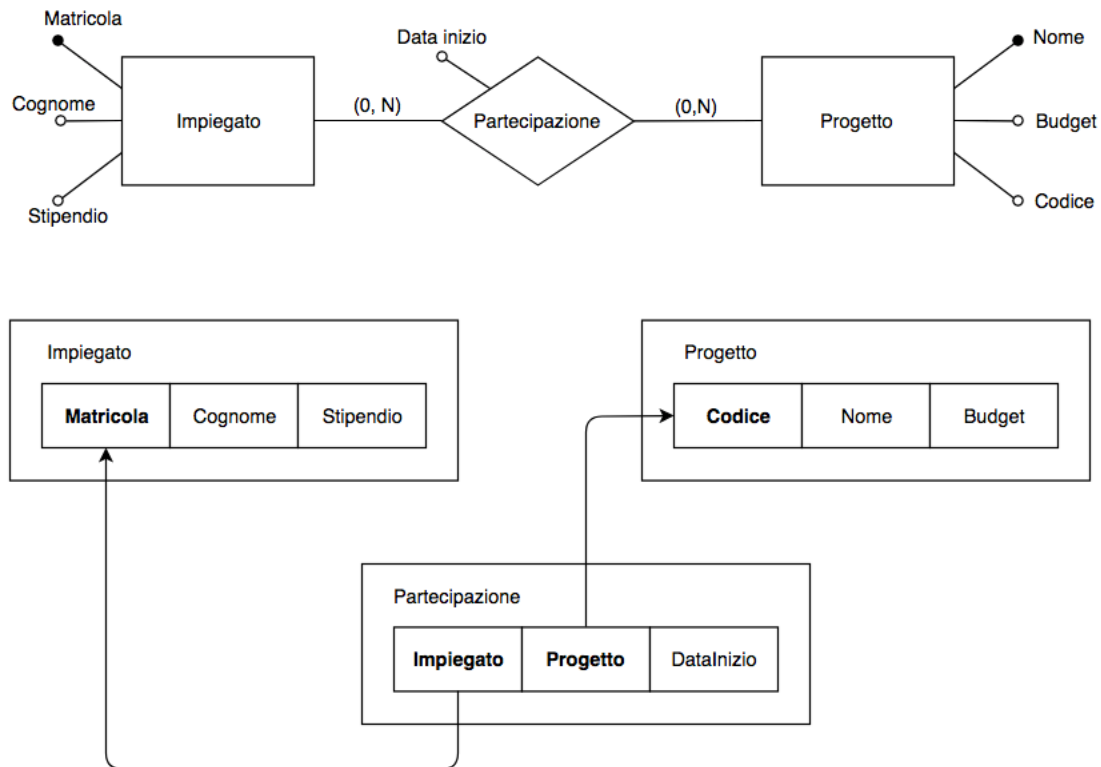 Matricola
Data inizio
Nome
Cognome
(0, N)
(0,N)
Impiegato
Partecipazione
Progetto
Budget
Stipendio
Codice
Impiegato
Matricola Cognome Stipendio
Progetto
Codice Nome Budget
Partecipazione
Impiegato Progetto DataInizio